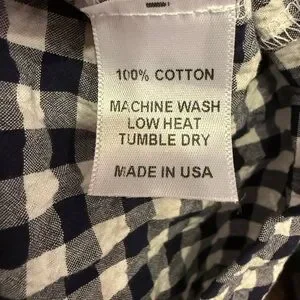 100% COTTON
MACHINE WASH
LOW HEAT
TUMBLE DRY
MADE IN USA